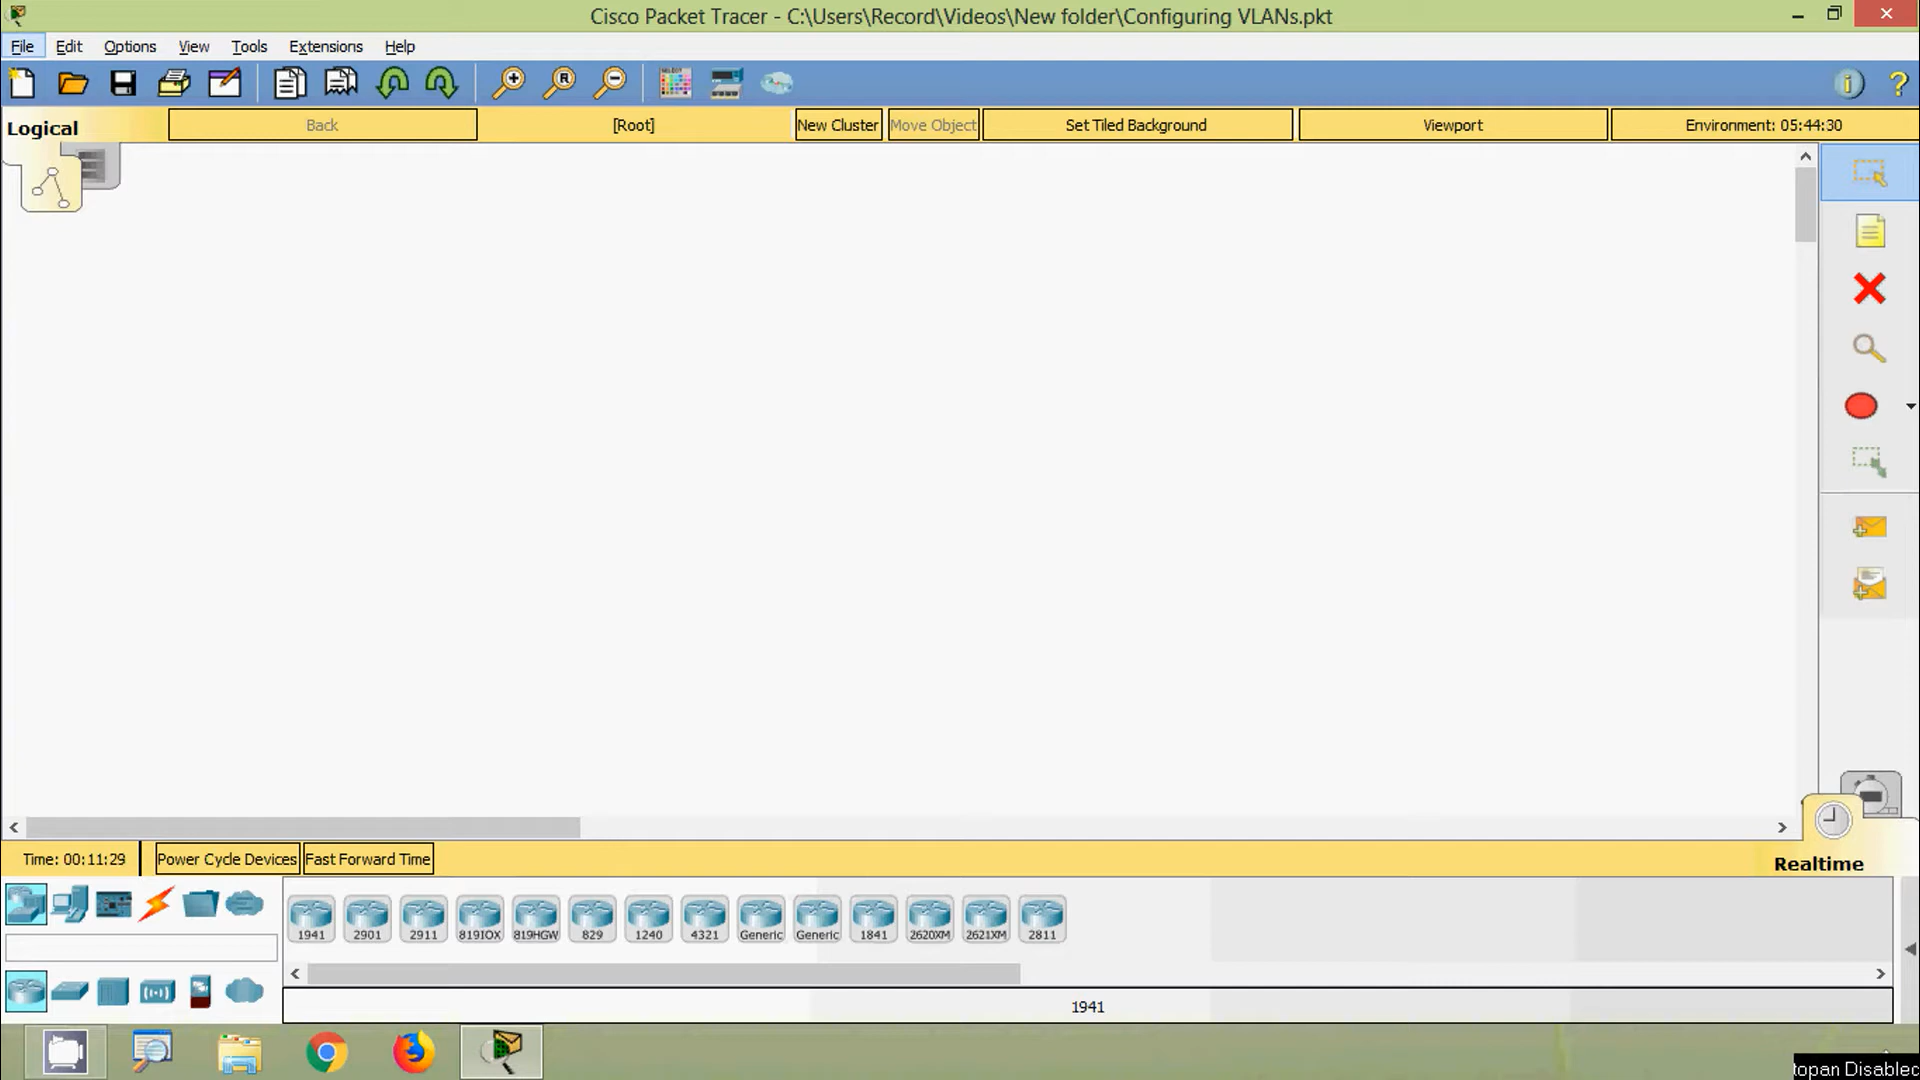 Cisco Packet Tracer - C:\Users\Record\Videos\New folder\Configuring VLANs.pkt
File Edit Options View Tools Extensions Help
SELECT
Logical Back [Root] New Cluster Move Object Set Tiled Background Viewport Environment: 05:44:30
Time: 00:11:29 Power Cycle Devices Fast Forward Time Realtime
1941 2901 2911 819IOX 819HGW 829 1240 4321 Generic Generic 1841 2620XM 2621XM 2811
1941
topan Disabled